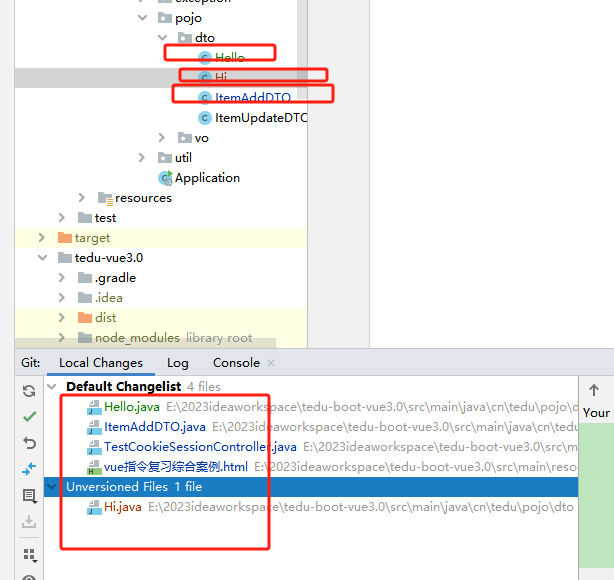 exception
pojo
dto
Hello
Hi
ItemAddDTO
ItemUpdateDTO
vo
util
Application
resources
test
target
tedu-vue3.0
.gradle
.idea
dist
node_modules library root
Git: Local Changes Log Console
Default Changelist 4 files
Hello.java E:\2023ideaworkspace\tedu-boot-vue3.0\src\main\java\cn\tedu\pojo\d
Your
ItemAddDTO.java E:\2023ideaworkspace\tedu-boot-vue3.0\src\main\java\cn\ted
TestCookieSessionController.java E:\2023ideaworkspace\tedu-boot-vue3.0\src
vue指令复习综合案例.html E:\2023ideaworkspace\tedu-boot-vue3.0\src\main\reso
Unversioned Files 1 file
Hi.java E:\2023ideaworkspace\tedu-boot-vue3.0\src\main\java\cn\tedu\pojo\dto